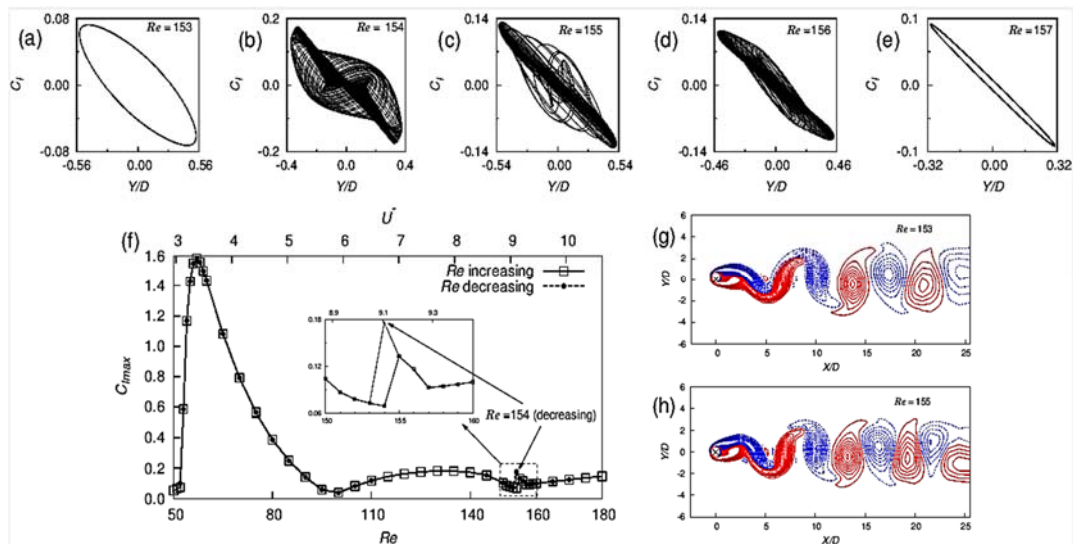 (a)
0.08
Re = 153
C_l
0.00
-0.08
-0.56
0.00
0.56
Y/D
(b)
0.2
Re = 154
C_l
0.0
-0.2
-0.4
0.0
0.4
Y/D
(c)
0.14
Re = 155
C_l
0.00
-0.14
-0.54
0.00
0.54
Y/D
(d)
0.14
Re = 156
C_l
0.00
-0.14
-0.46
0.00
0.46
Y/D
(e)
0.1
Re = 157
C_l
0.00
-0.1
-0.32
0.00
0.32
Y/D
(f)
U*
3 4 5 6 7 8 9 10
1.6
1.4
1.2
1.0
0.8
0.6
0.4
0.2
0.0
C_lmax
Re increasing
Re decreasing
8.9 9.1 9.3
0.18
0.12
0.06
150 155 160
Re = 154 (decreasing)
50 80 110 140 160 180
Re
(g)
Re = 153
6
4
2
0
-2
-4
-6
Y/D
0 5 10 15 20 25
X/D
(h)
Re = 155
6
4
2
0
-2
-4
-6
Y/D
0 5 10 15 20 25
X/D